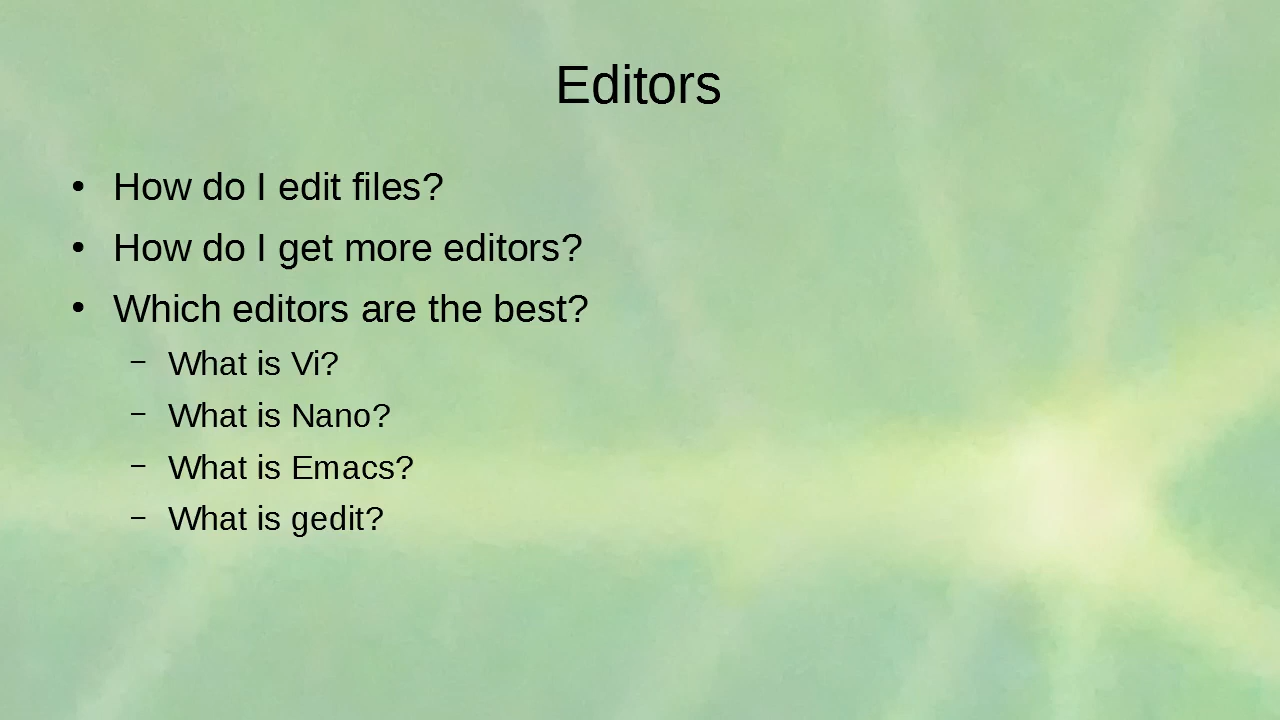 Editors
• How do I edit files?
• How do I get more editors?
• Which editors are the best?
– What is Vi?
– What is Nano?
– What is Emacs?
– What is gedit?